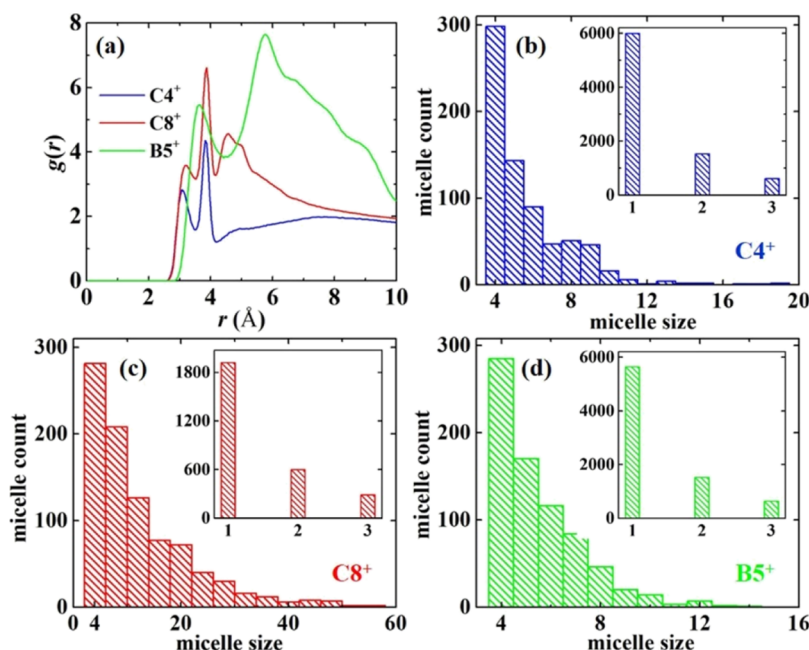 (a)
C4⁺
C8⁺
B5⁺
g(r)
8
6
4
2
0
0 2 4 6 8 10
r (Å)
(b)
micelle count
300
200
100
0
4 8 12 16 20
micelle size
6000
4000
2000
0
1 2 3
C4⁺
(c)
micelle count
300
200
100
0
0 4 20 40 60
micelle size
1800
1200
600
0
1 2 3
C8⁺
(d)
micelle count
300
200
100
0
4 8 12 16
micelle size
6000
4000
2000
0
1 2 3
B5⁺